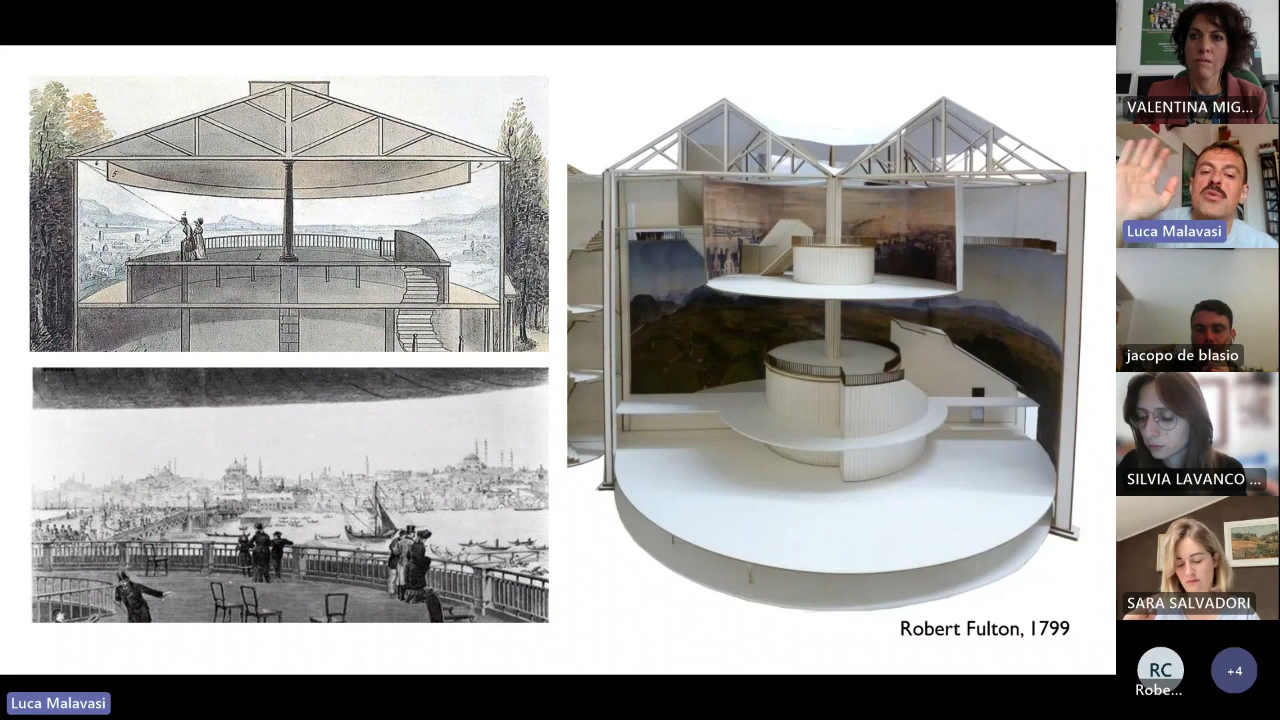 Robert Fulton, 1799
Luca Malavasi
VALENTINA MIG...
Luca Malavasi
jacopo de blasio
SILVIA LAVANCO ...
SARA SALVADORI
RC
Robe...
+4